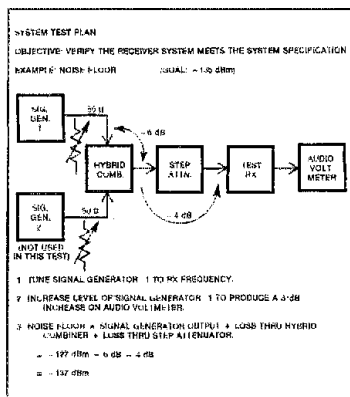 SYSTEM TEST PLAN
OBJECTIVE: VERIFY THE RECEIVER SYSTEM MEETS THE SYSTEM SPECIFICATION
EXAMPLE: NOISE FLOOR (GOAL: -135 dBm)
SIG. GEN. 1
50 Ω
-6 dB
HYBRID COMB.
STEP ATTN.
TEST RX
AUDIO VOLT METER
-4 dB
SIG. GEN. 2
50 Ω
(NOT USED IN THIS TEST)
1 TUNE SIGNAL GENERATOR 1 TO RX FREQUENCY.
2 INCREASE LEVEL OF SIGNAL GENERATOR 1 TO PRODUCE A 3-dB
INCREASE ON AUDIO VOLTMETER.
3 NOISE FLOOR = SIGNAL GENERATOR OUTPUT + LOSS THRU HYBRID
COMBINER + LOSS THRU STEP ATTENUATOR.
= -127 dBm - 6 dB - 4 dB
= -137 dBm